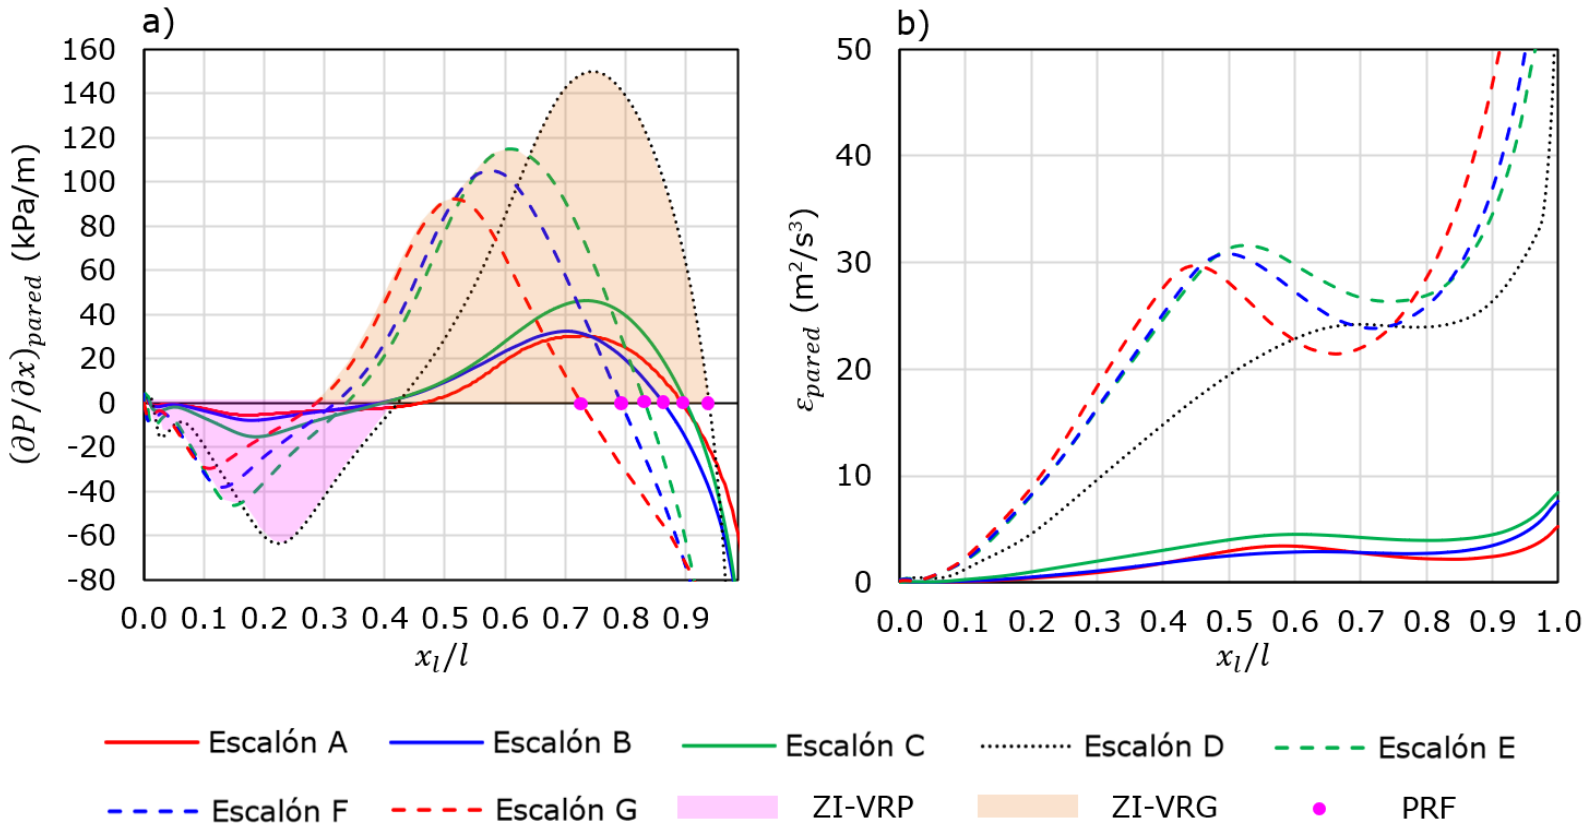 a)
160
140
120
100
80
60
40
20
0
-20
-40
-60
-80
(∂P/∂x)pared (kPa/m)
0.0 0.1 0.2 0.3 0.4 0.5 0.6 0.7 0.8 0.9
xl/l
b)
50
40
30
20
10
0
εpared (m²/s³)
0.0 0.1 0.2 0.3 0.4 0.5 0.6 0.7 0.8 0.9 1.0
xl/l
Escalón A Escalón B Escalón C Escalón D Escalón E
Escalón F Escalón G ZI-VRP ZI-VRG PRF